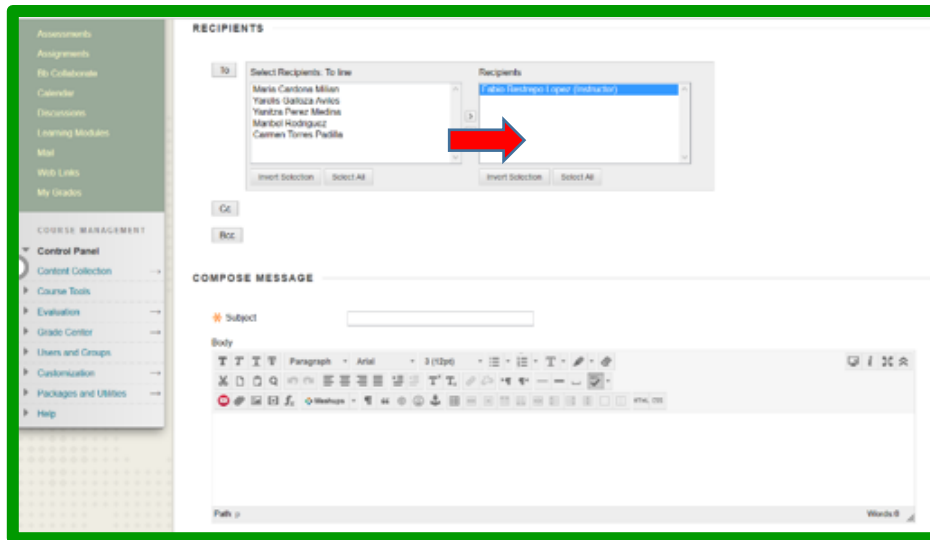 Assessments
Assignments
Bb Collaborate
Calendar
Discussions
Learning Modules
Mail
Web Links
My Grades
COURSE MANAGEMENT
Control Panel
Content Collection
Course Tools
Evaluation
Grade Center
Users and Groups
Customization
Packages and Utilities
Help
RECIPIENTS
To
Select Recipients: To line
Maria Cardona Milian
Yarelis Galloza Aviles
Yanitza Perez Medina
Maribel Rodriguez
Carmen Torres Padilla
Invert Selection Select All
Recipients
Fabio Restrepo Lopez (Instructor)
Invert Selection Select All
Cc
Bcc
COMPOSE MESSAGE
Subject
Body
T T T T Paragraph Arial 3 (12pt)
Mashups
HTML CSS
Path: p
Words:0